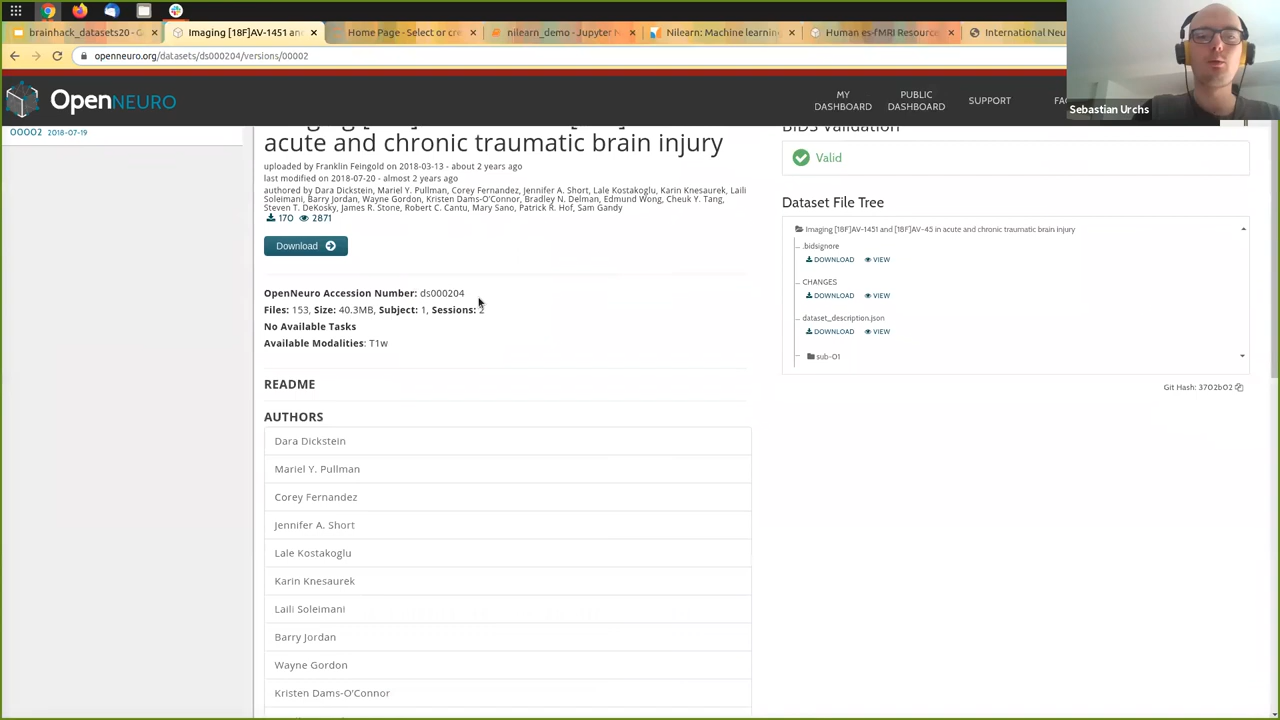 brainhack_datasets20 - G
Imaging [18F]AV-1451 an
Home Page - Select or cre
nilearn_demo - Jupyter N
Nilearn: Machine learning
Human es-fMRI Resource
International Neu
openneuro.org/datasets/ds000204/versions/00002
Sebastian Urchs
OpenNEURO
MY DASHBOARD
PUBLIC DASHBOARD
SUPPORT
00002 2018-07-19
acute and chronic traumatic brain injury
uploaded by Franklin Feingold on 2018-03-13 - about 2 years ago
last modified on 2018-07-20 - almost 2 years ago
authored by Dara Dickstein, Mariel Y. Pullman, Corey Fernandez, Jennifer A. Short, Lale Kostakoglu, Karin Knesaurek, Laili
Soleimani, Barry Jordan, Wayne Gordon, Kristen Dams-O'Connor, Bradley N. Delman, Edmund Wong, Cheuk Y. Tang,
Steven T. DeKosky, James R. Stone, Robert C. Cantu, Mary Sano, Patrick R. Hof, Sam Gandy
170 2871
Download
OpenNeuro Accession Number: ds000204
Files: 153, Size: 40.3MB, Subject: 1, Sessions: 2
No Available Tasks
Available Modalities: T1w
README
AUTHORS
Dara Dickstein
Mariel Y. Pullman
Corey Fernandez
Jennifer A. Short
Lale Kostakoglu
Karin Knesaurek
Laili Soleimani
Barry Jordan
Wayne Gordon
Kristen Dams-O'Connor
BIDS Validation
Valid
Dataset File Tree
Imaging [18F]AV-1451 and [18F]AV-45 in acute and chronic traumatic brain injury
.bidsignore
DOWNLOAD VIEW
CHANGES
DOWNLOAD VIEW
dataset_description.json
DOWNLOAD VIEW
sub-01
Git Hash: 3702b02